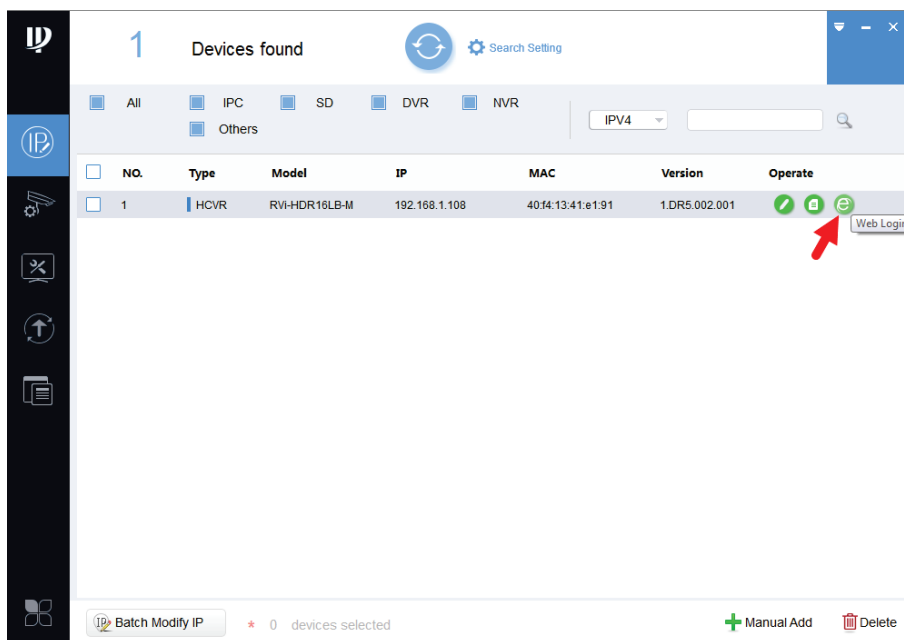 1 Devices found Search Setting
All IPC SD DVR NVR
Others
IPV4
NO. Type Model IP MAC Version Operate
1 HCVR RVi-HDR16LB-M 192.168.1.108 40:f4:13:41:e1:91 1.DR5.002.001
Web Login
Batch Modify IP * 0 devices selected Manual Add Delete